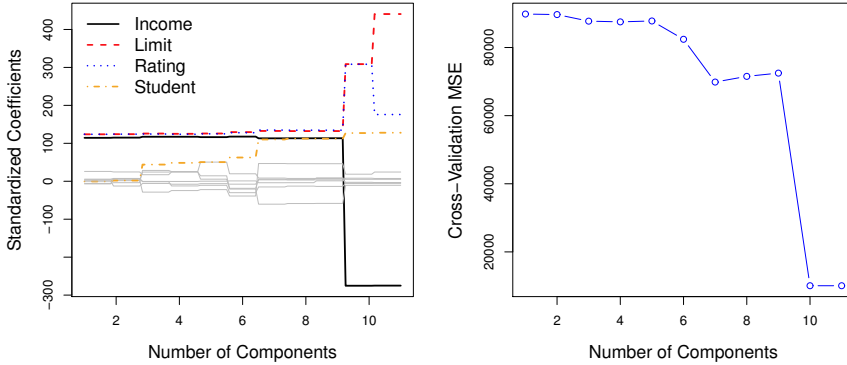 Income
Limit
Rating
Student
Standardized Coefficients
−300
−100
0
100
200
300
400
2
4
6
8
10
Number of Components
Cross−Validation MSE
20000
40000
60000
80000
2
4
6
8
10
Number of Components